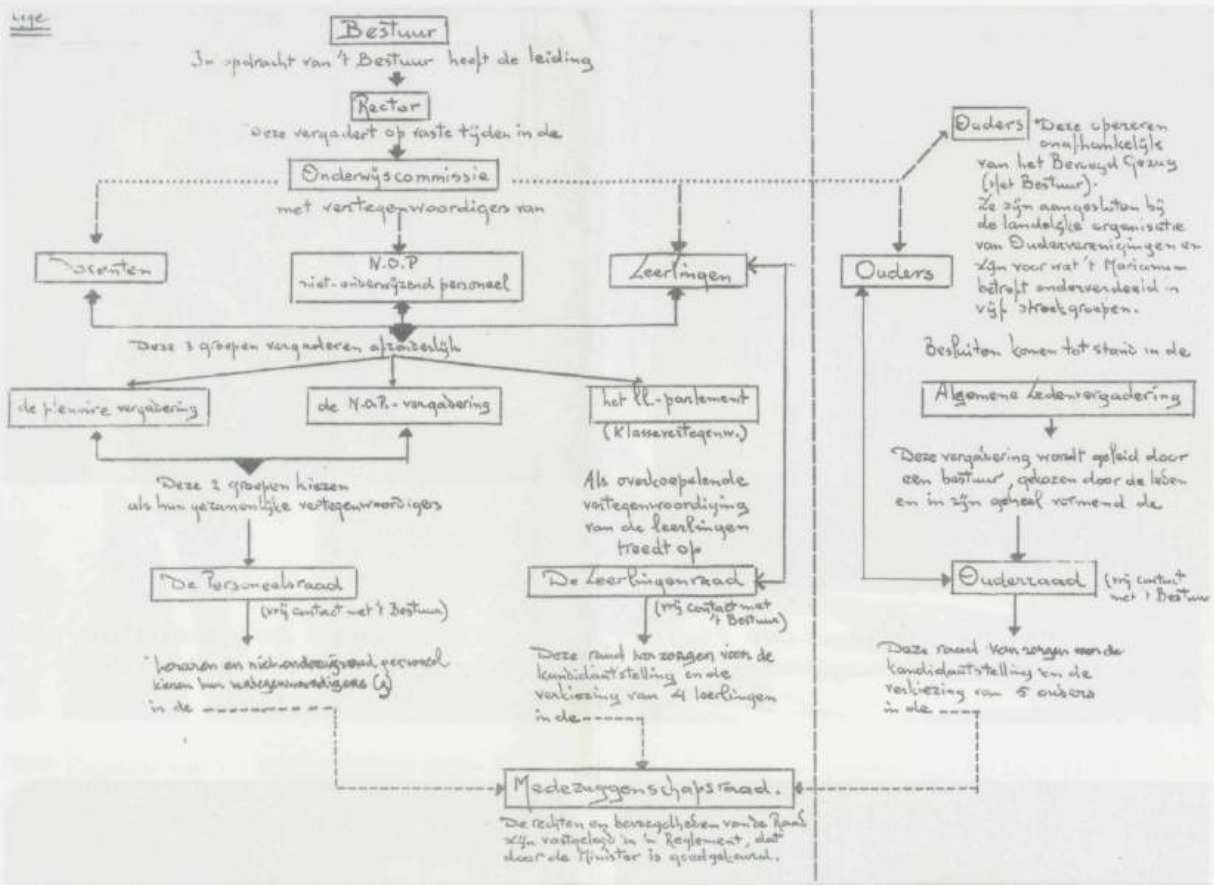 Bestuur
In opdracht van 't Bestuur heeft de leiding
Rector
Deze vergadert op vaste tijden in de
Onderwijscommissie
met vertegenwoordigers van
Docenten
N.O.P
niet-onderwijzend personeel
Leerlingen
Ouders
Deze 3 groepen vergaderen afzonderlijk
de plenaire vergadering
de N.O.P.-vergadering
het ll-parlement
(Klassevertegenw.)
Deze 2 groepen kiezen
als hun gezamenlijke vertegenwoordigers
Als overkoepelende
vertegenwoordiging
van de leerlingen
treedt op
De Personeelsraad
(vrij contact met 't Bestuur)
De Leerlingenraad
(vrij contact met
't Bestuur)
Leraren en niet onderwijzend personeel
kiezen hun vertegenwoordigers
in de
Deze raad kan zorgen voor de
kandidaatstelling en de
verkiezing van 4 leerlingen
in de
Ouders
Deze opereren
onafhankelijk
van het Bevoegd Gezag
(Het Bestuur).
Ze zijn aangesloten bij
de landelijke organisatie
van Ouderverenigingen en
zijn voor wat 't Marianum
betreft onderverdeeld in
vijf streekgroepen.
Besluiten komen tot stand in de
Algemene Ledenvergadering
Deze vergadering wordt geleid door
een bestuur, gekozen door de leden
en in zijn geheel vormend de
Ouderraad
(vrij contact
met 't Bestuur
Deze raad kan zorgen voor de
kandidaatstelling en de
verkiezing van 5 ouders
in de
Medezeggenschapsraad.
De rechten en bevoegdheden van de Raad
zijn vastgelegd in 'n Reglement, dat
door de Minister is goedgekeurd.